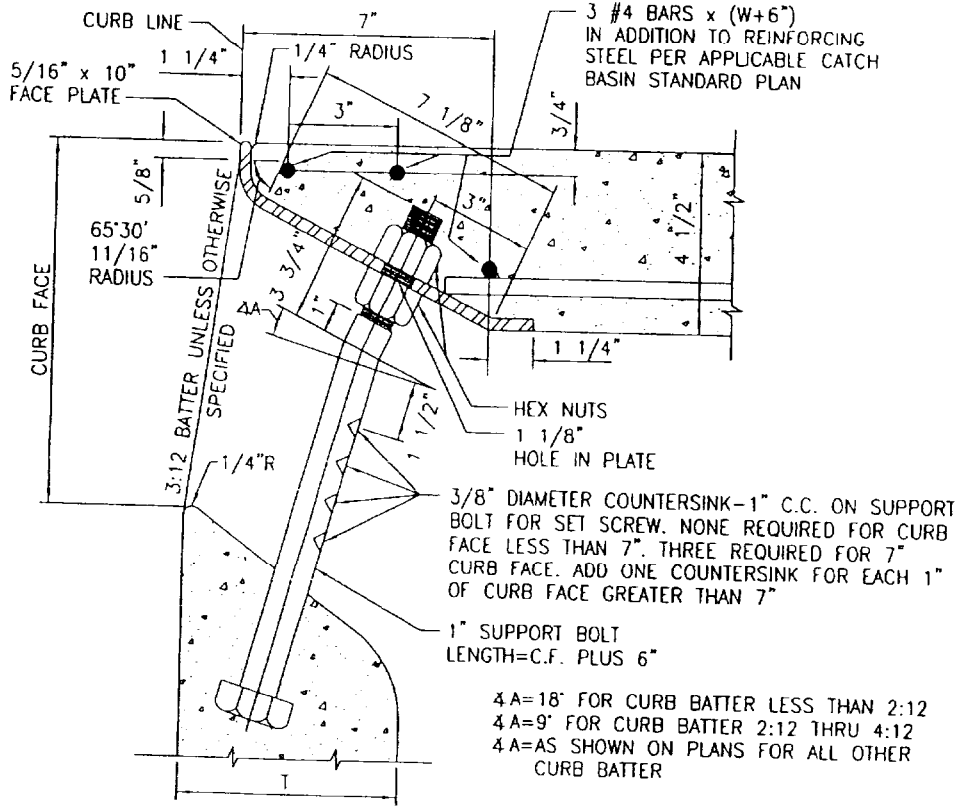 CURB LINE
7"
3 #4 BARS x (W+6")
IN ADDITION TO REINFORCING
STEEL PER APPLICABLE CATCH
BASIN STANDARD PLAN
1 1/4"
1/4" RADIUS
5/16" x 10"
FACE PLATE
3"
7 1/8"
3/4"
5/8"
3"
4 1/2"
65°30'
11/16"
RADIUS
3 3/4"
1"
∡A
CURB FACE
3:12 BATTER UNLESS OTHERWISE
SPECIFIED
1 1/4"
1 1/2"
HEX NUTS
1 1/8"
HOLE IN PLATE
1/4"R
3/8" DIAMETER COUNTERSINK-1" C.C. ON SUPPORT
BOLT FOR SET SCREW. NONE REQUIRED FOR CURB
FACE LESS THAN 7". THREE REQUIRED FOR 7"
CURB FACE. ADD ONE COUNTERSINK FOR EACH 1"
OF CURB FACE GREATER THAN 7"
1" SUPPORT BOLT
LENGTH=C.F. PLUS 6"
∡A=18° FOR CURB BATTER LESS THAN 2:12
∡A=9° FOR CURB BATTER 2:12 THRU 4:12
∡A=AS SHOWN ON PLANS FOR ALL OTHER
CURB BATTER
T